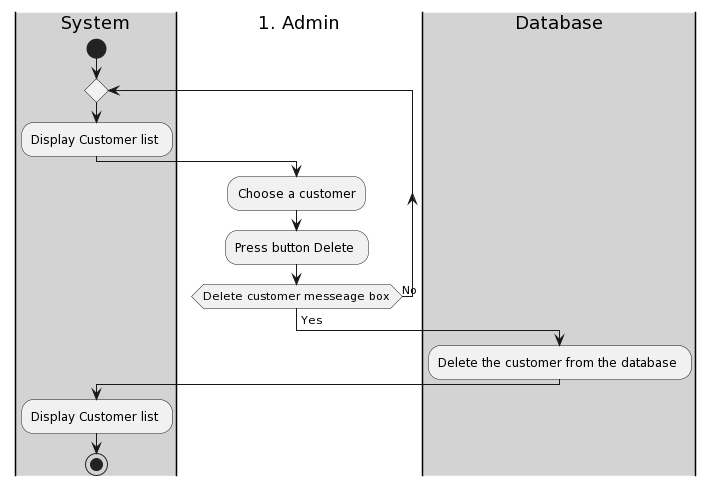 System
1. Admin
Database
Display Customer list
Choose a customer
Press button Delete
Delete customer messeage box
No
Yes
Delete the customer from the database
Display Customer list